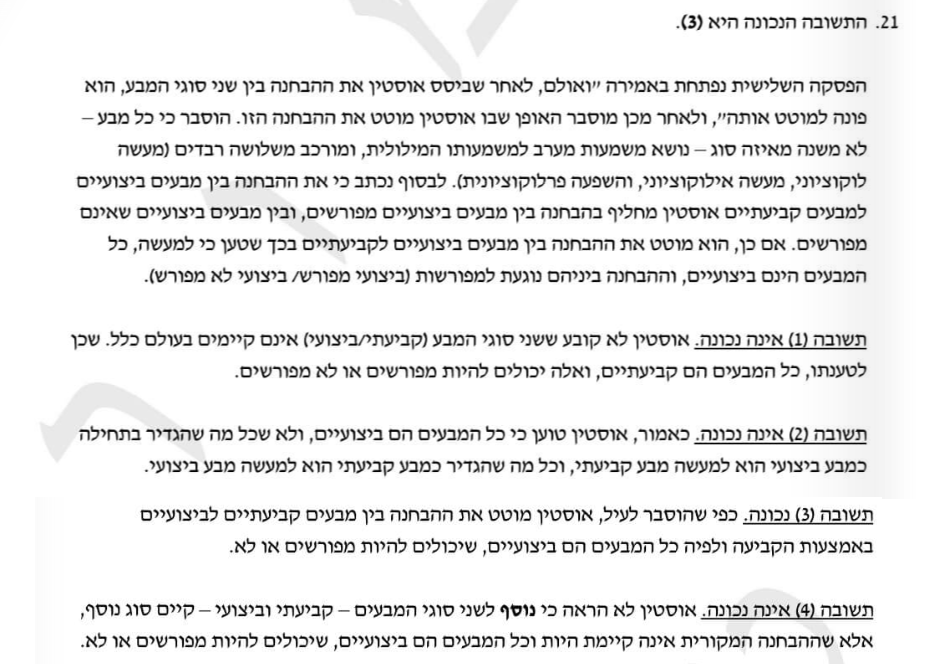 21. התשובה הנכונה היא (3).
הפסקה השלישית נפתחת באמירה "ואולם, לאחר שביסס אוסטין את ההבחנה בין שני סוגי המבע, הוא
פונה למוטט אותה", ולאחר מכן מוסבר האופן שבו אוסטין מוטט את ההבחנה הזו. הוסבר כי כל מבע –
לא משנה מאיזה סוג – נושא משמעות מערב למשמעותו המילולית, ומורכב משלושה רבדים (מעשה
לוקוציוני, מעשה אילוקוציוני, והשפעה פרלוקוציונית). לבסוף נכתב כי את ההבחנה בין מבעים ביצועיים
למבעים קביעתיים אוסטין מחליף בהבחנה בין מבעים ביצועיים מפורשים, ובין מבעים ביצועיים שאינם
מפורשים. אם כן, הוא מוטט את ההבחנה בין מבעים ביצועיים לקביעתיים בכך שטען כי למעשה, כל
המבעים הינם ביצועיים, וההבחנה ביניהם נוגעת למפורשות (ביצועי מפורש/ ביצועי לא מפורש).
תשובה (1) אינה נכונה. אוסטין לא קובע ששני סוגי המבע (קביעתי/ביצועי) אינם קיימים בעולם כלל. שכן
לטענתו, כל המבעים הם קביעתיים, ואלה יכולים להיות מפורשים או לא מפורשים.
תשובה (2) אינה נכונה. כאמור, אוסטין טוען כי כל המבעים הם ביצועיים, ולא שכל מה שהגדיר בתחילה
כמבע ביצועי הוא למעשה מבע קביעתי, וכל מה שהגדיר כמבע קביעתי הוא למעשה מבע ביצועי.
תשובה (3) נכונה. כפי שהוסבר לעיל, אוסטין מוטט את ההבחנה בין מבעים קביעתיים לביצועיים
באמצעות הקביעה ולפיה כל המבעים הם ביצועיים, שיכולים להיות מפורשים או לא.
תשובה (4) אינה נכונה. אוסטין לא הראה כי נוסף לשני סוגי המבעים – קביעתי וביצועי – קיים סוג נוסף,
אלא שההבחנה המקורית אינה קיימת היות וכל המבעים הם ביצועיים, שיכולים להיות מפורשים או לא.